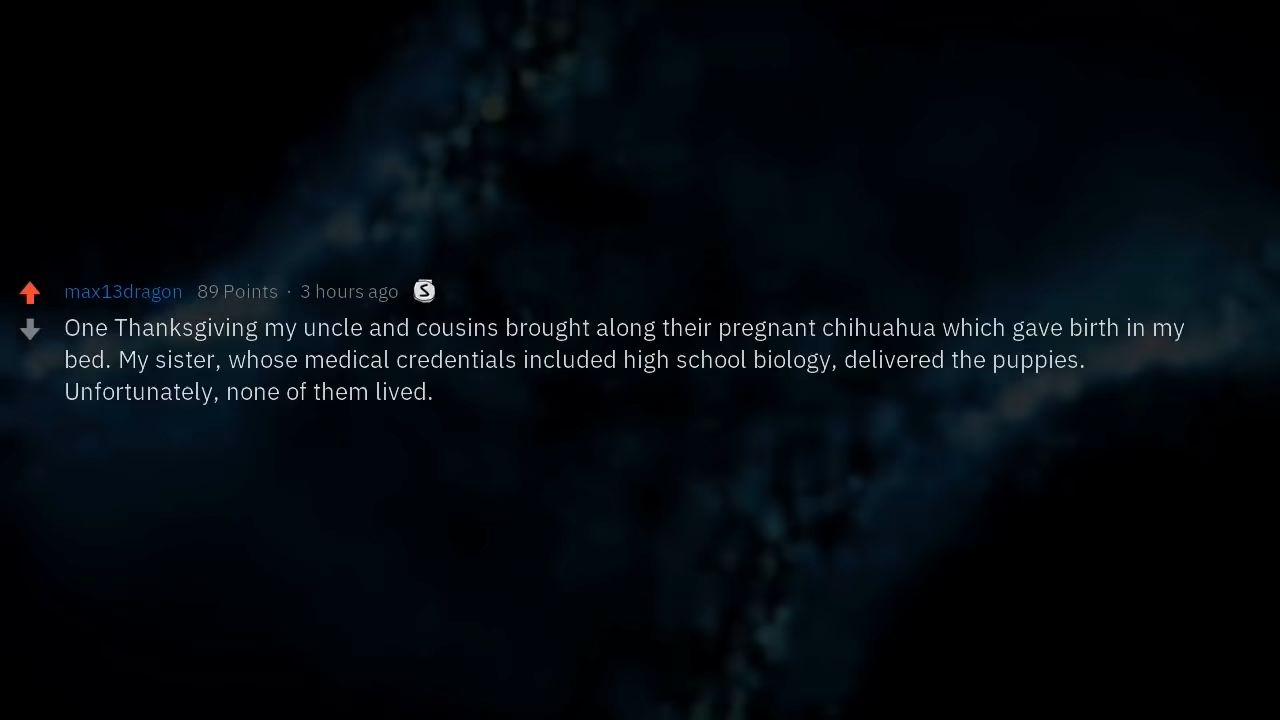 max13dragon 89 Points · 3 hours ago S
One Thanksgiving my uncle and cousins brought along their pregnant chihuahua which gave birth in my
bed. My sister, whose medical credentials included high school biology, delivered the puppies.
Unfortunately, none of them lived.